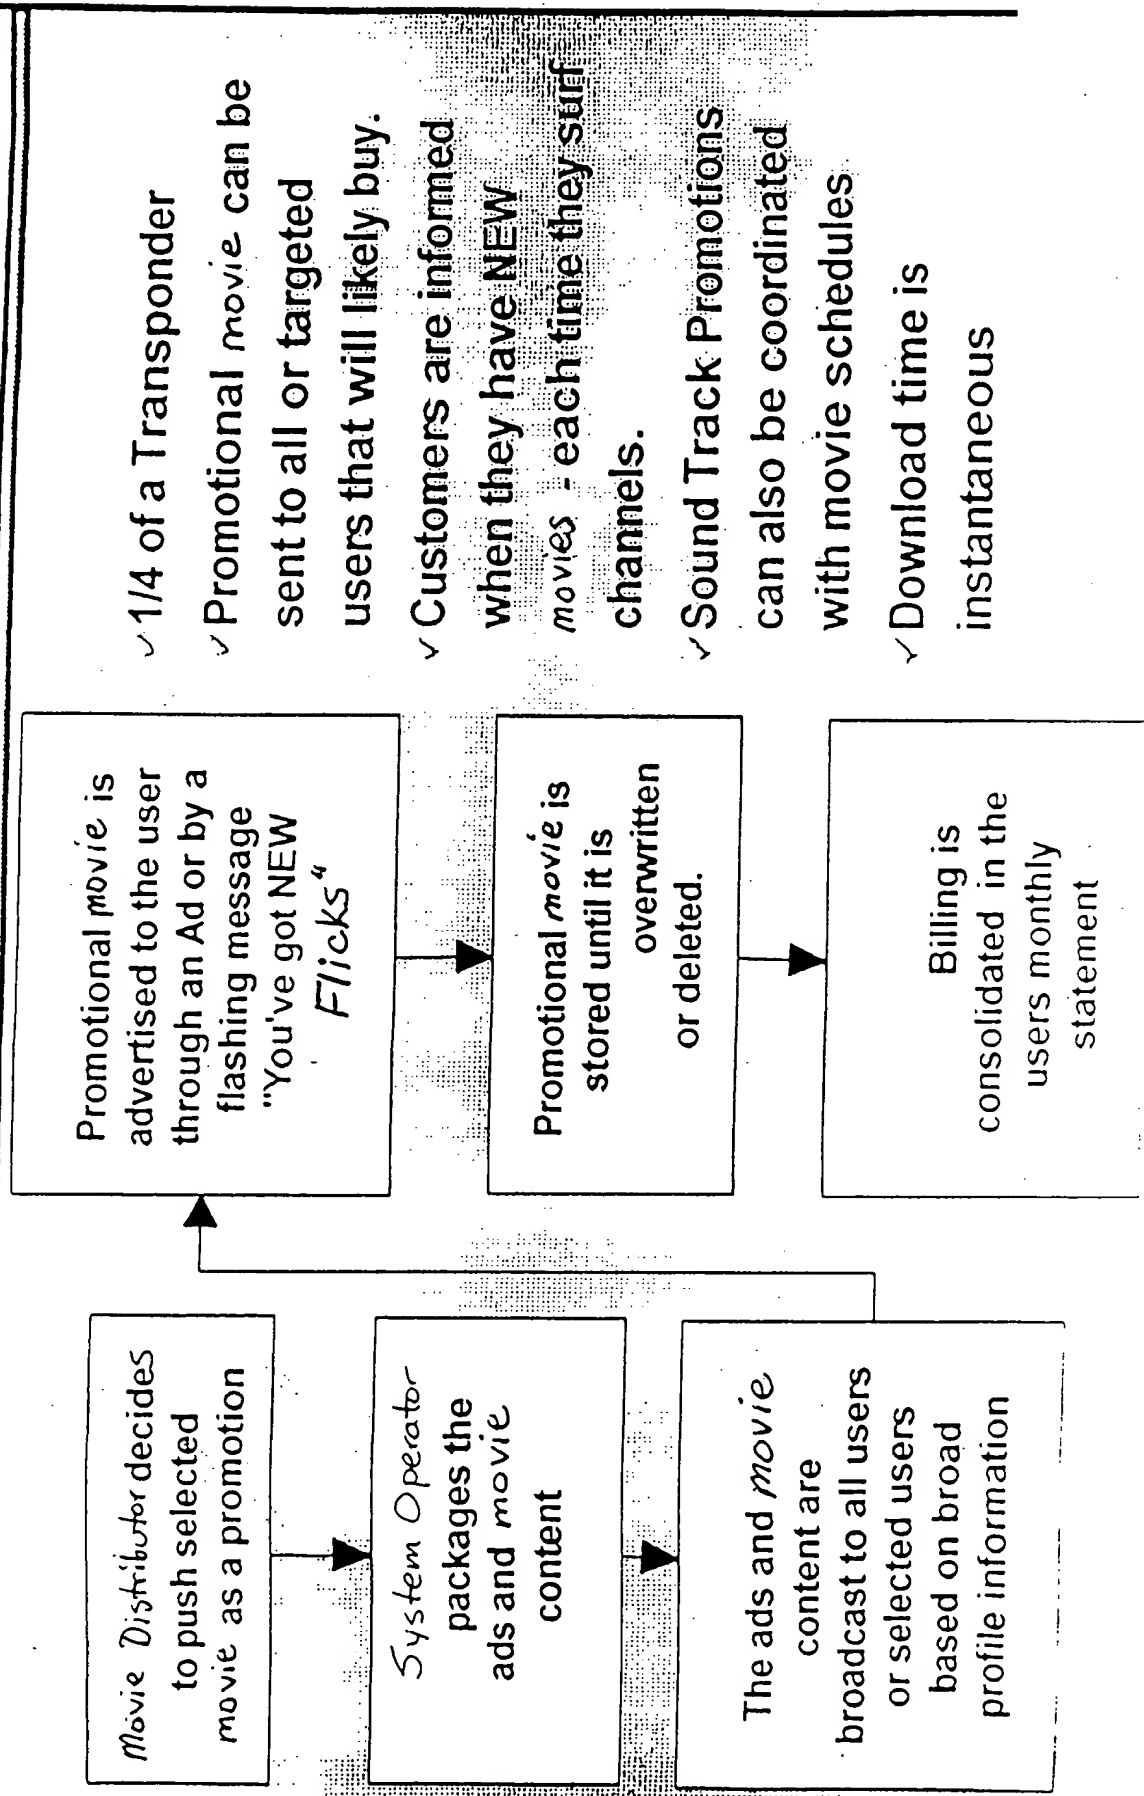 Movie Distributor decides
to push selected
movie as a promotion
System Operator
packages the
ads and movie
content
The ads and movie
content are
broadcast to all users
or selected users
based on broad
profile information
Promotional movie is
advertised to the user
through an Ad or by a
flashing message
"You've got NEW
Flicks"
Promotional movie is
stored until it is
overwritten
or deleted.
Billing is
consolidated in the
users monthly
statement
✓ 1/4 of a Transponder
✓ Promotional movie can be
sent to all or targeted
users that will likely buy.
✓ Customers are informed
when they have NEW
movies - each time they surf
channels.
✓ Sound Track Promotions
can also be coordinated
with movie schedules
✓ Download time is
instantaneous